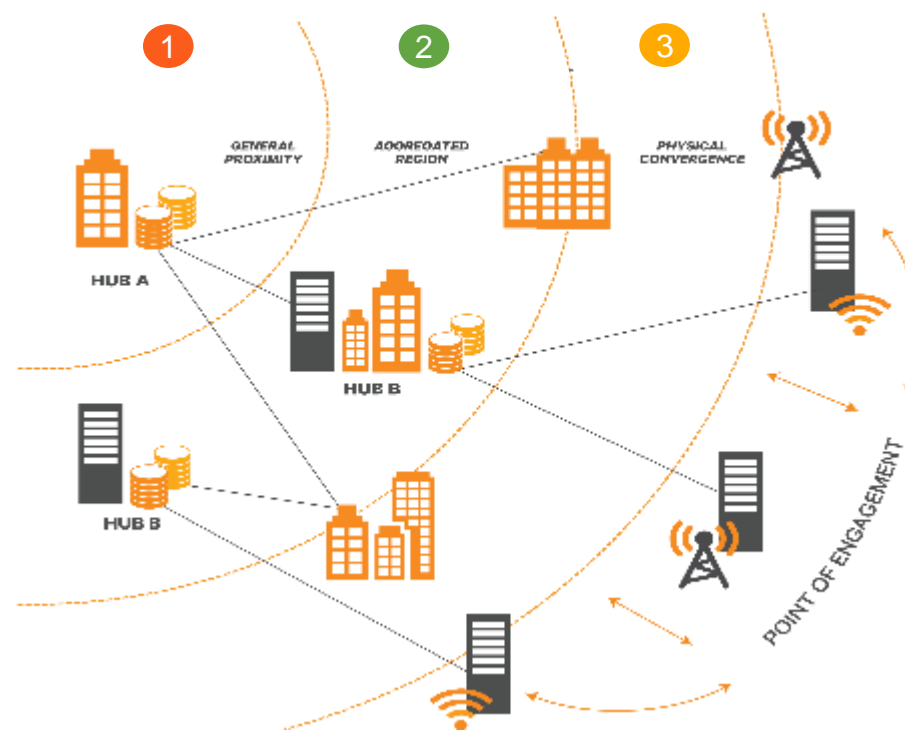 1
2
3
GENERAL
PROXIMITY
AGGREGATED
REGION
PHYSICAL
CONVERGENCE
HUB A
HUB B
HUB B
POINT OF ENGAGEMENT